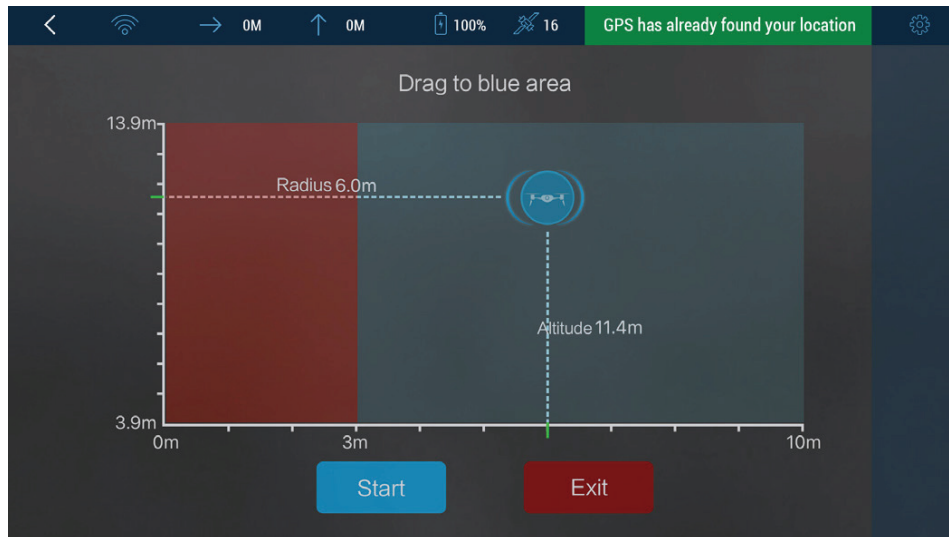 0M 0M 100% 16 GPS has already found your location
Drag to blue area
13.9m
Radius 6.0m
Altitude 11.4m
3.9m
0m 3m 10m
Start Exit